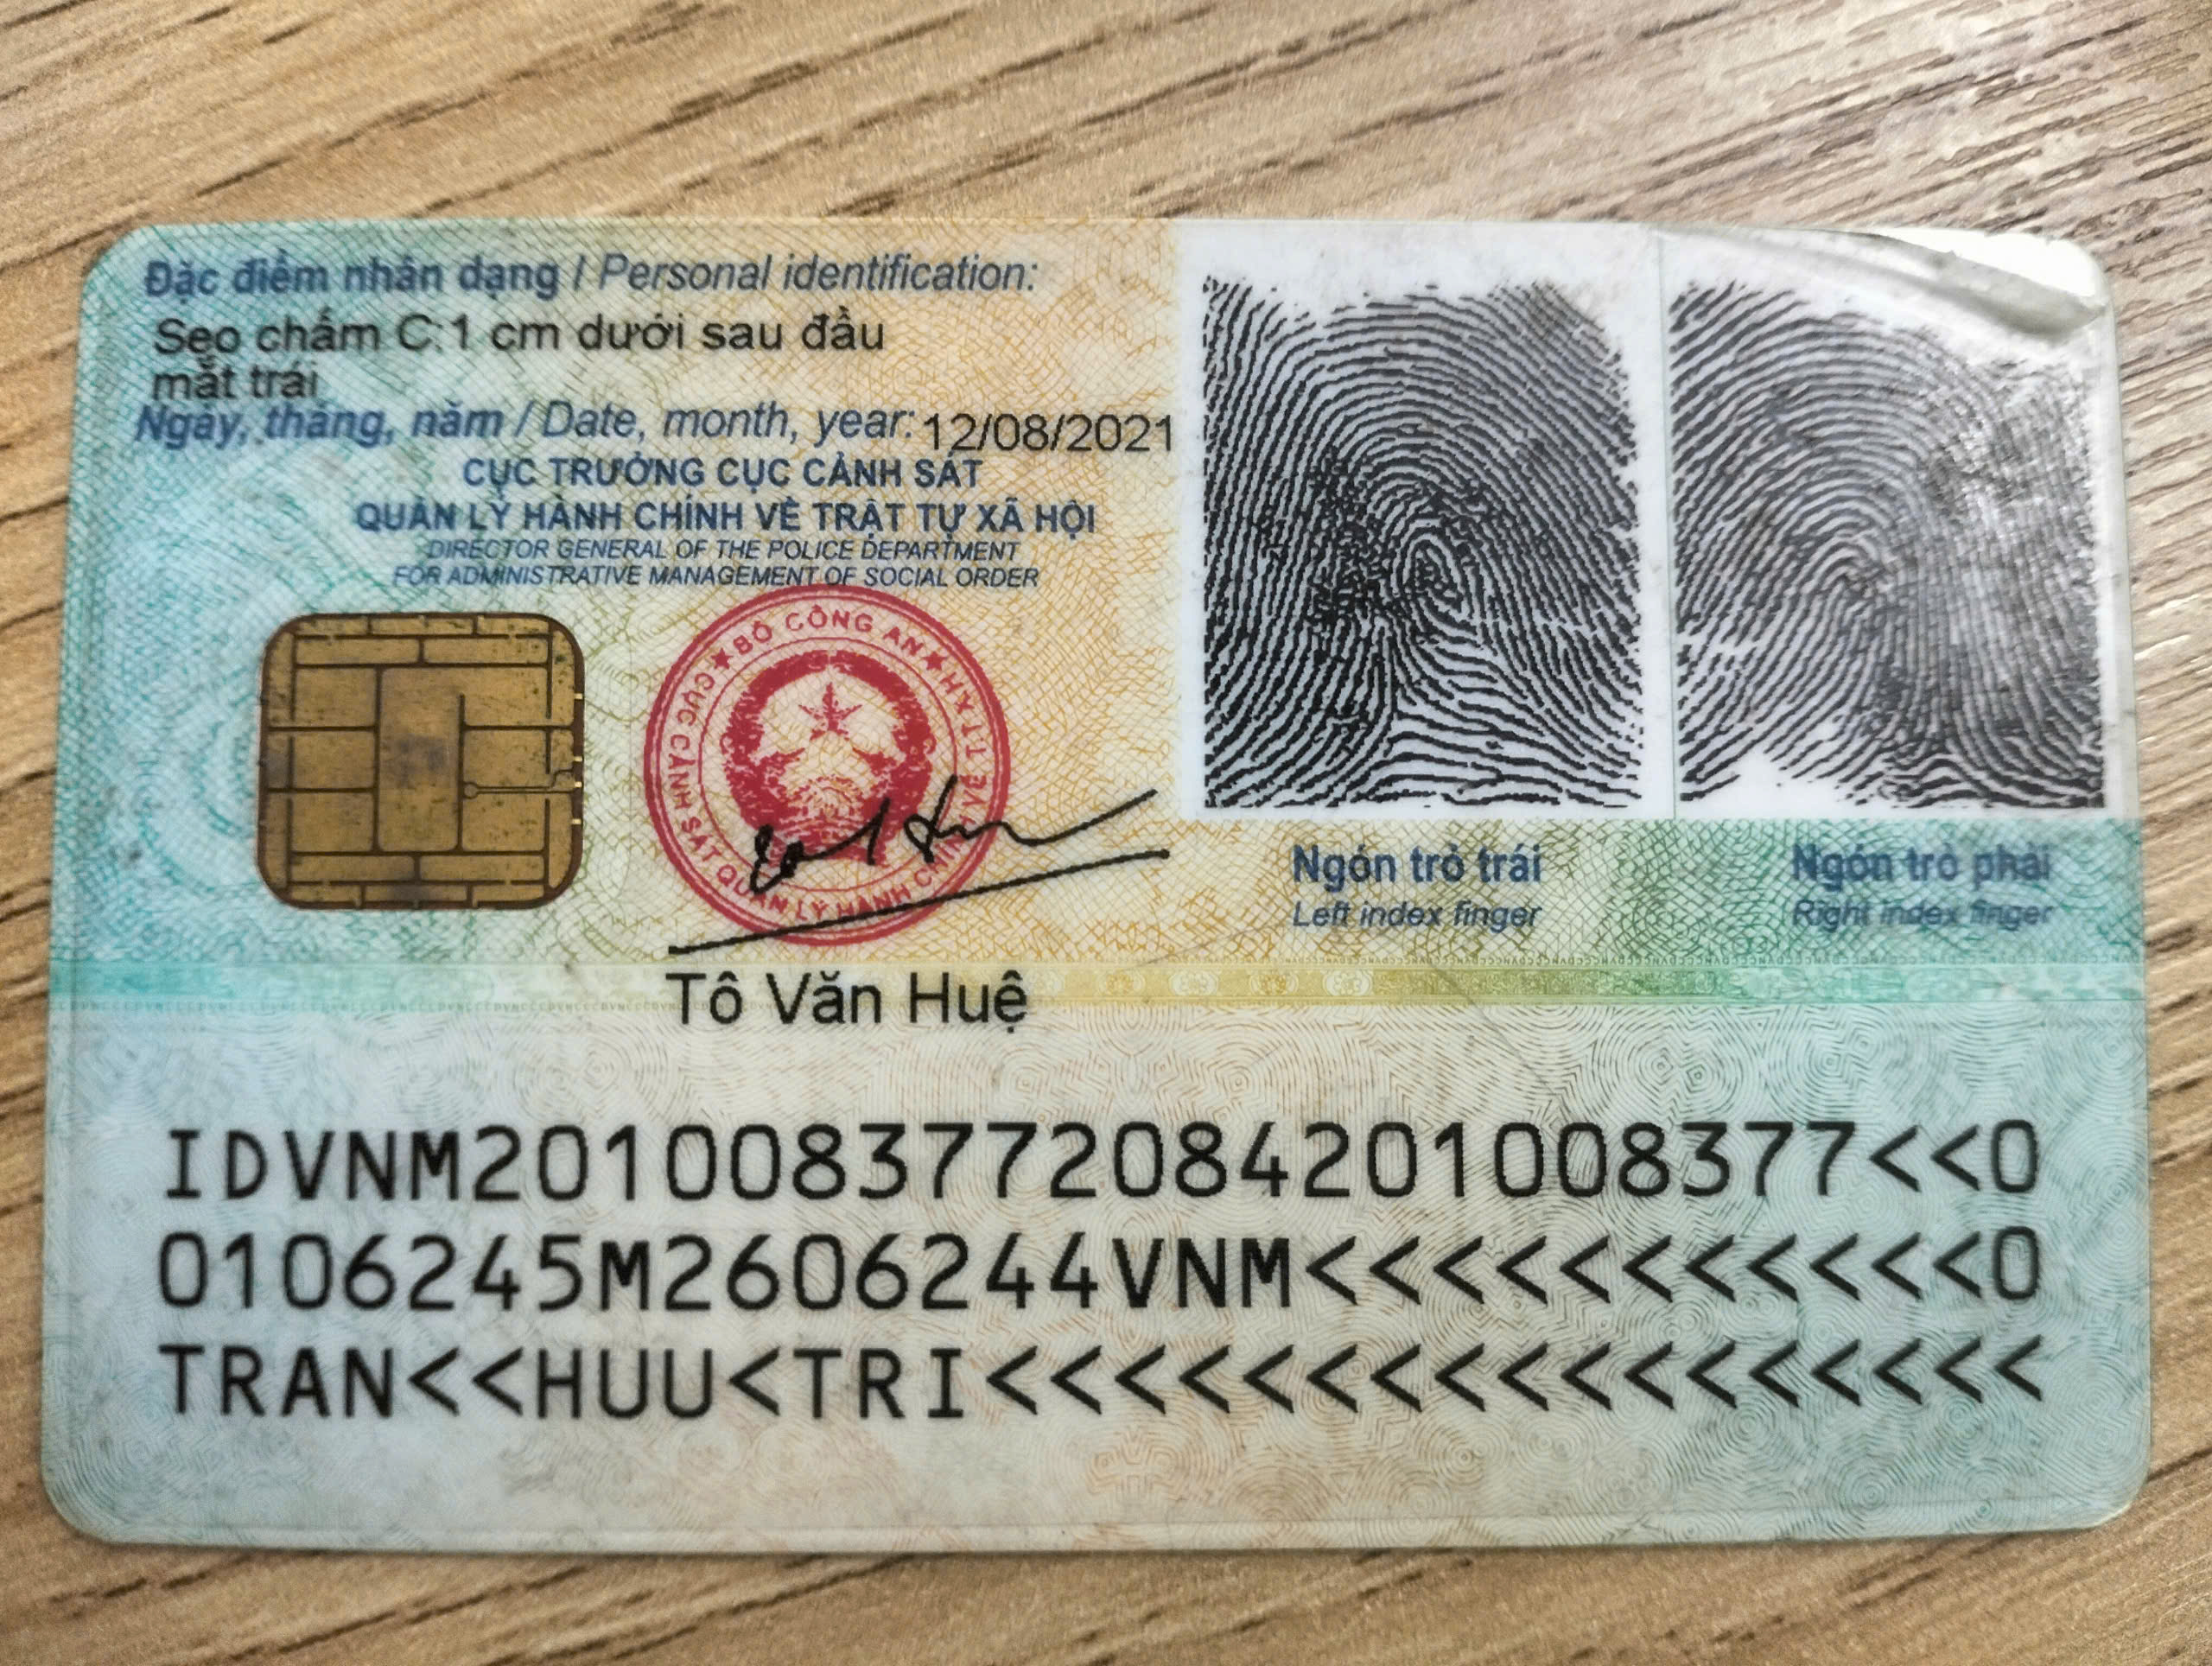 Đặc điểm nhân dạng / Personal identification:
Sẹo chấm C:1 cm dưới sau đầu
mắt trái
Ngày, tháng, năm / Date, month, year: 12/08/2021
CỤC TRƯỞNG CỤC CẢNH SÁT
QUẢN LÝ HÀNH CHÍNH VỀ TRẬT TỰ XÃ HỘI
DIRECTOR GENERAL OF THE POLICE DEPARTMENT
FOR ADMINISTRATIVE MANAGEMENT OF SOCIAL ORDER
BỘ CÔNG AN
CỤC CẢNH SÁT QUẢN LÝ HÀNH CHÍNH VỀ TT XH
Ngón trỏ trái
Left index finger
Ngón trỏ phải
Right index finger
Tô Văn Huệ
IDVNM2010083772084201008377<<0
0106245M2606244VNM<<<<<<<<<<<0
TRAN<<HUU<TRI<<<<<<<<<<<<<<<<<